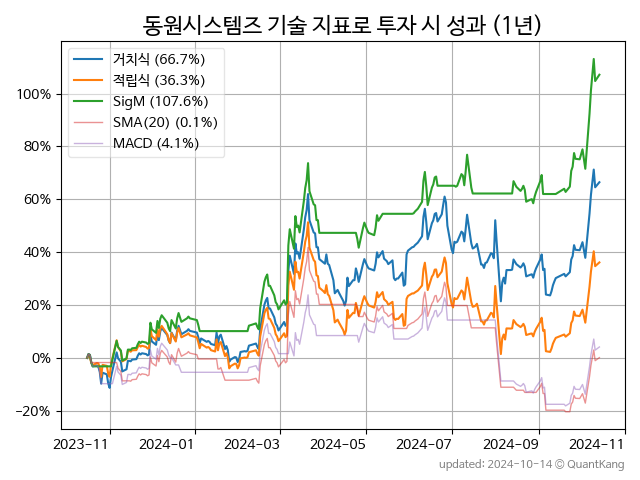 동원시스템즈 기술 지표로 투자 시 성과 (1년)
거치식 (66.7%)
적립식 (36.3%)
SigM (107.6%)
SMA(20) (0.1%)
MACD (4.1%)
100%
80%
60%
40%
20%
0%
−20%
2023-11
2024-01
2024-03
2024-05
2024-07
2024-09
2024-11
updated: 2024-10-14 © QuantKang